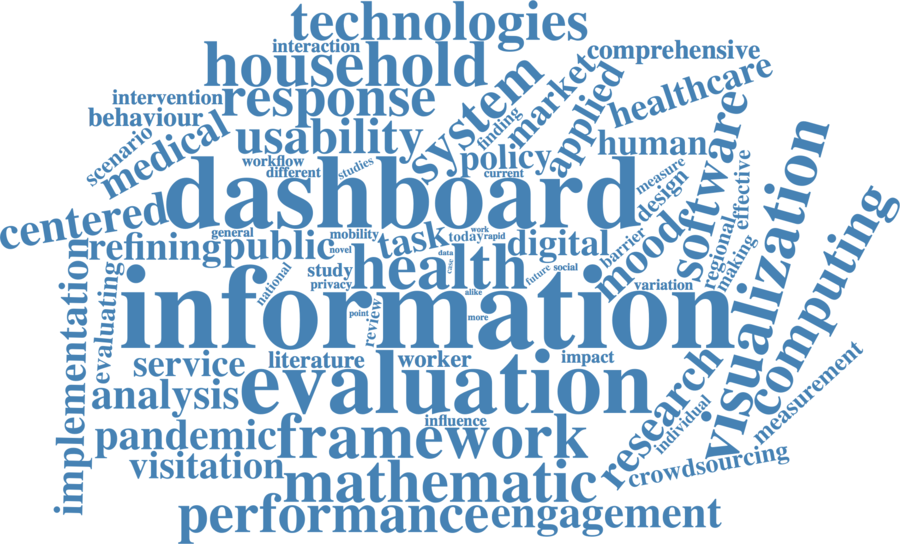 technologies
interaction
household
comprehensive
intervention
response
system
market
applied
healthcare
behaviour
finding
scenario
medical
usability
human
software
workflow
policy
different
studies
current
measure
effective
dashboard
design
visualization
centered
general
mobility
work
today
rapid
mood
regional
computing
refining
public
novel
task
digital
barrier
making
data
case
health
study
privacy
national
future
social
variation
implementation
evaluating
information
alike
point
review
more
service
literature
worker
impact
analysis
evaluation
research
individual
measurement
influence
pandemic
framework
visitation
crowdsourcing
mathematic
performance
engagement